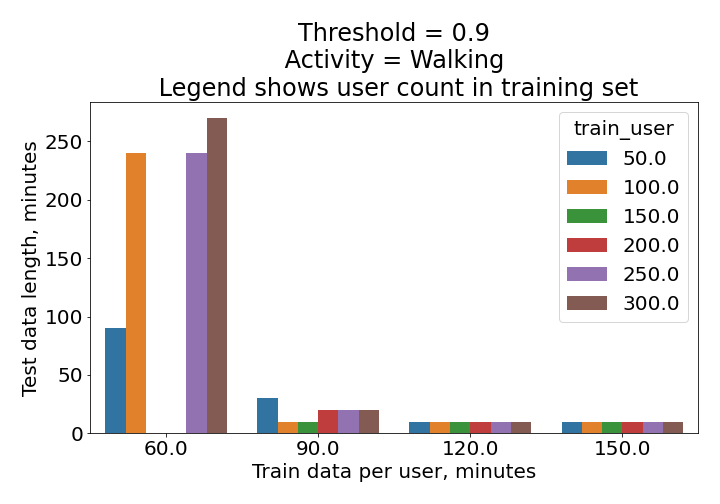 Threshold = 0.9
Activity = Walking
Legend shows user count in training set
Test data length, minutes
250
200
150
100
50
0
train_user
50.0
100.0
150.0
200.0
250.0
300.0
60.0 90.0 120.0 150.0
Train data per user, minutes